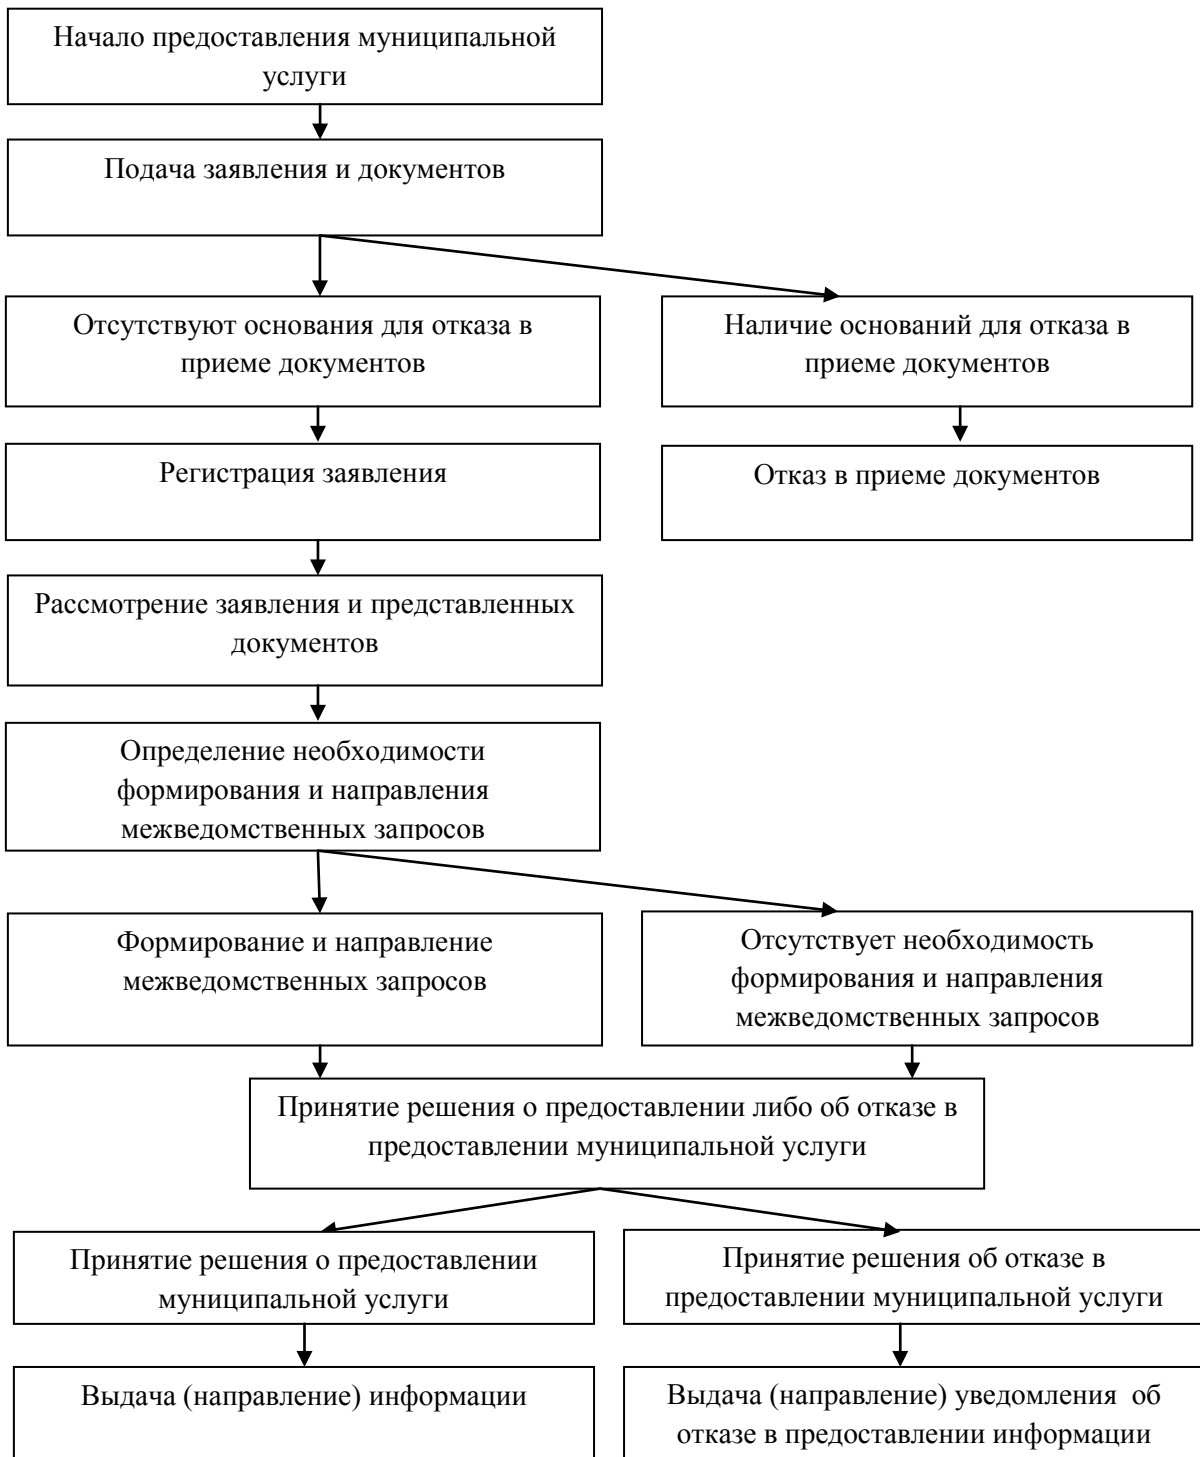 Начало предоставления муниципальной
услуги
Подача заявления и документов
Отсутствуют основания для отказа в
приеме документов
Наличие оснований для отказа в
приеме документов
Регистрация заявления
Отказ в приеме документов
Рассмотрение заявления и представленных
документов
Определение необходимости
формирования и направления
межведомственных запросов
Формирование и направление
межведомственных запросов
Отсутствует необходимость
формирования и направления
межведомственных запросов
Принятие решения о предоставлении либо об отказе в
предоставлении муниципальной услуги
Принятие решения о предоставлении
муниципальной услуги
Принятие решения об отказе в
предоставлении муниципальной услуги
Выдача (направление) информации
Выдача (направление) уведомления об
отказе в предоставлении информации